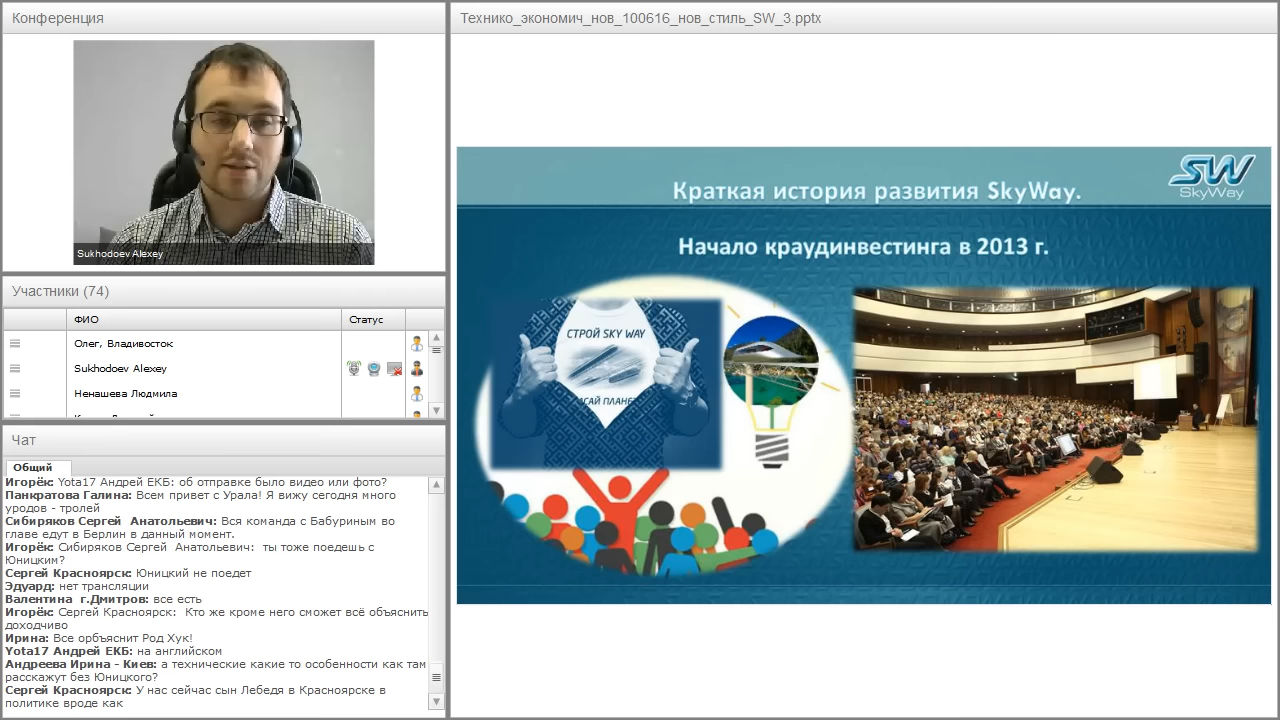 Конференция
Sukhodoev Alexey
Участники (74)
ФИО Статус
Олег, Владивосток
Sukhodoev Alexey
Ненашева Людмила
Чат
Общий
Игорёк: Yota17 Андрей ЕКБ: об отправке было видео или фото?
Панкратова Галина: Всем привет с Урала! Я вижу сегодня много
уродов - тролей
Сибиряков Сергей Анатольевич: Вся команда с Бабуриным во
главе едут в Берлин в данный момент.
Игорёк: Сибиряков Сергей Анатольевич: ты тоже поедешь с
Юницким?
Сергей Красноярск: Юницкий не поедет
Эдуард: нет трансляции
Валентина г.Дмитров: все есть
Игорёк: Сергей Красноярск: Кто же кроме него сможет всё объяснить
доходчиво
Ирина: Все орбъяснит Род Хук!
Yota17 Андрей ЕКБ: на английском
Андреева Ирина - Киев: а технические какие то особенности как там
расскажут без Юницкого?
Сергей Красноярск: У нас сейчас сын Лебедя в Красноярске в
политике вроде как
Технико_экономич_нов_100616_нов_стиль_SW_3.pptx
SW
SkyWay
Краткая история развития SkyWay.
Начало краудинвестинга в 2013 г.
СТРОЙ SKY WAY